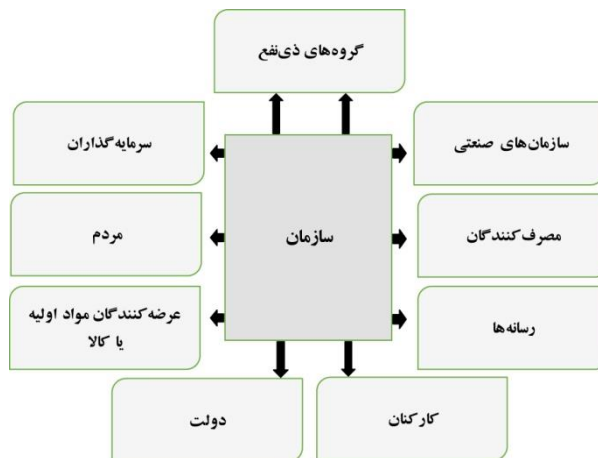 گروه‌های ذی‌نفع
سازمان‌های صنعتی
سرمایه‌گذاران
سازمان
مصرف‌کنندگان
مردم
رسانه‌ها
عرضه‌کنندگان مواد اولیه
یا کالا
کارکنان
دولت